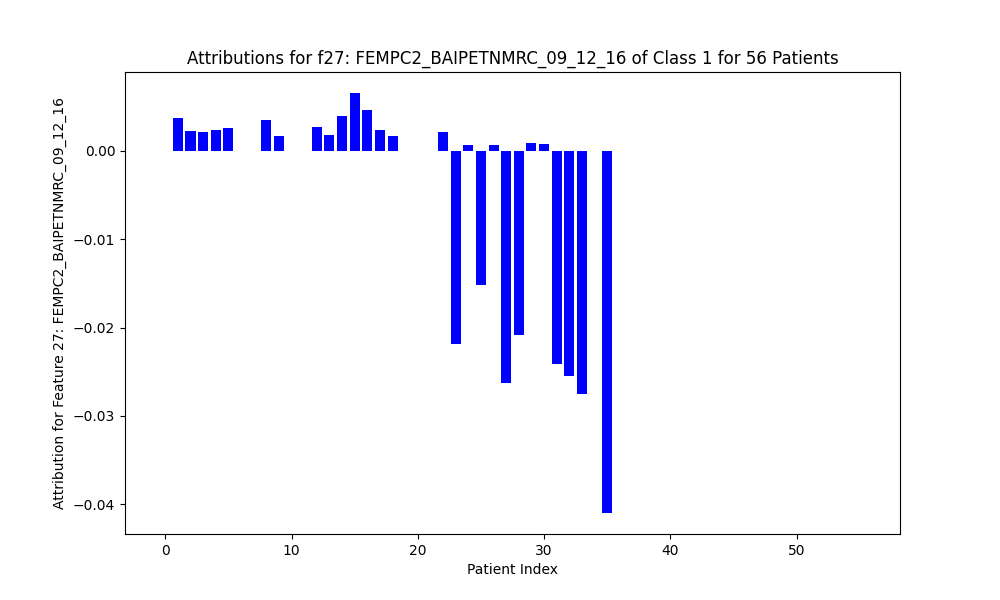 Attributions for f27: FEMPC2_BAIPETNMRC_09_12_16 of Class 1 for 56 Patients
Attribution for Feature 27: FEMPC2_BAIPETNMRC_09_12_16
0.00
−0.01
−0.02
−0.03
−0.04
0 10 20 30 40 50
Patient Index